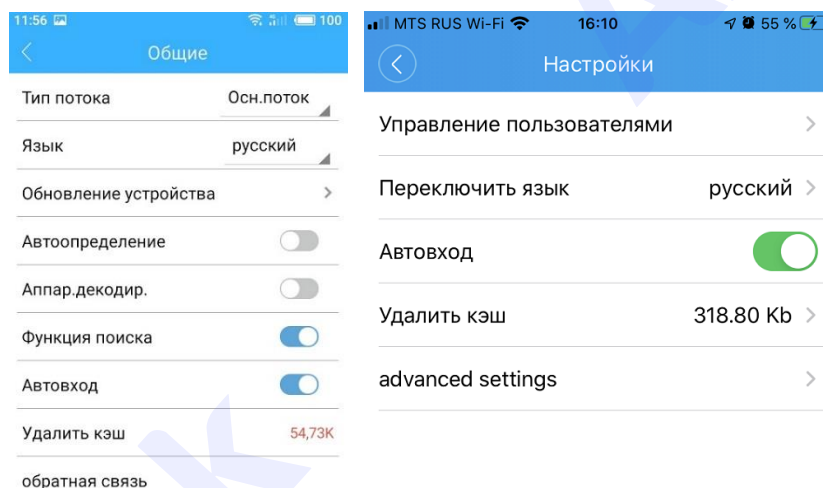 11:56 100
Общие
Тип потока Осн.поток
Язык русский
Обновление устройства
Автоопределение
Аппар.декодир.
Функция поиска
Автовход
Удалить кэш 54,73K
обратная связь
MTS RUS Wi-Fi 16:10 55 %
Настройки
Управление пользователями
Переключить язык русский
Автовход
Удалить кэш 318.80 Kb
advanced settings